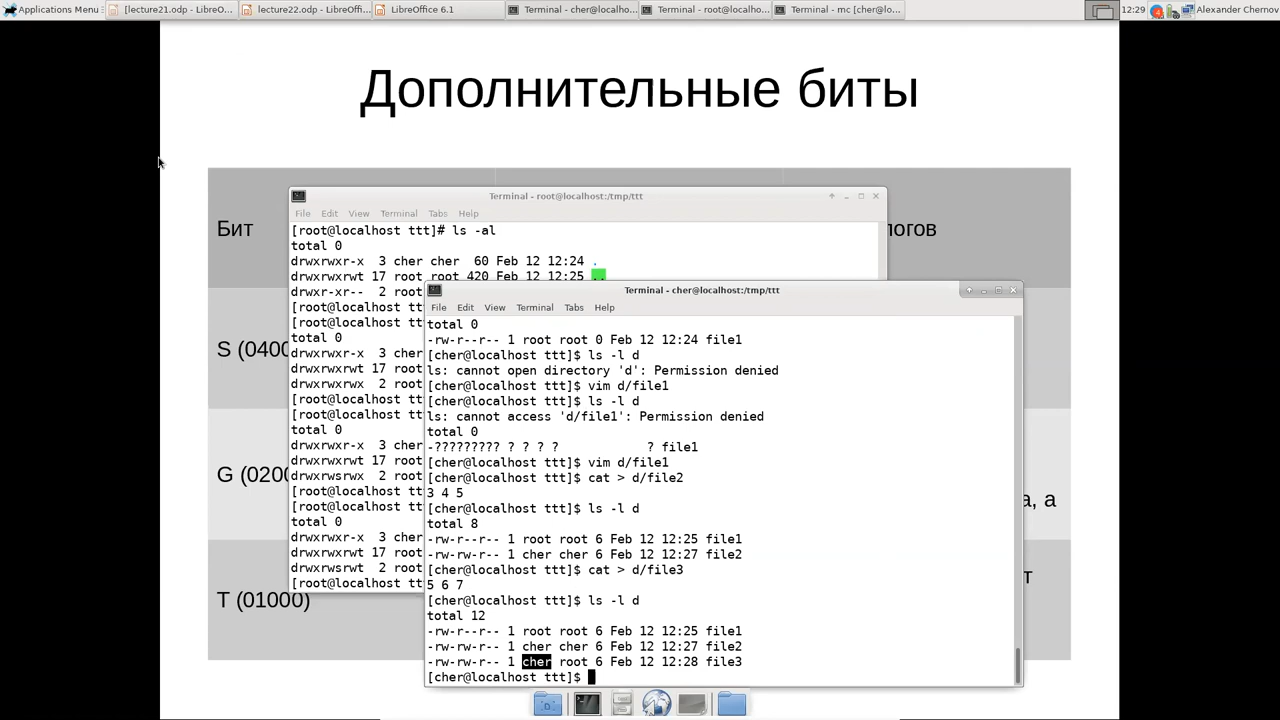 Applications Menu
[lecture21.odp - LibreO...
lecture22.odp - LibreOffi...
LibreOffice 6.1
Terminal - cher@localho...
Terminal - root@localho...
Terminal - mc [cher@lo...
12:29
Alexander Chernov
Дополнительные биты
Бит
логов
S (0400
G (0200
а, а
т
T (01000)
Terminal - root@localhost:/tmp/ttt
File Edit View Terminal Tabs Help
[root@localhost ttt]# ls -al
total 0
drwxrwxr-x 3 cher cher 60 Feb 12 12:24 .
drwxrwxrwt 17 root root 420 Feb 12 12:25 ..
drwxr-xr-- 2 root
[root@localhost tt
[root@localhost tt
total 0
drwxrwxr-x 3 cher
drwxrwxrwt 17 root
drwxrwxrwx 2 root
[root@localhost tt
[root@localhost tt
total 0
drwxrwxr-x 3 cher
drwxrwxrwt 17 root
drwxrwsrwx 2 root
[root@localhost tt
[root@localhost tt
total 0
drwxrwxr-x 3 cher
drwxrwxrwt 17 root
drwxrwsrwt 2 root
[root@localhost tt
Terminal - cher@localhost:/tmp/ttt
File Edit View Terminal Tabs Help
total 0
-rw-r--r-- 1 root root 0 Feb 12 12:24 file1
[cher@localhost ttt]$ ls -l d
ls: cannot open directory 'd': Permission denied
[cher@localhost ttt]$ vim d/file1
[cher@localhost ttt]$ ls -l d
ls: cannot access 'd/file1': Permission denied
total 0
-????????? ? ? ? ? ? file1
[cher@localhost ttt]$ vim d/file1
[cher@localhost ttt]$ cat > d/file2
3 4 5
[cher@localhost ttt]$ ls -l d
total 8
-rw-r--r-- 1 root root 6 Feb 12 12:25 file1
-rw-rw-r-- 1 cher cher 6 Feb 12 12:27 file2
[cher@localhost ttt]$ cat > d/file3
5 6 7
[cher@localhost ttt]$ ls -l d
total 12
-rw-r--r-- 1 root root 6 Feb 12 12:25 file1
-rw-rw-r-- 1 cher cher 6 Feb 12 12:27 file2
-rw-rw-r-- 1 cher root 6 Feb 12 12:28 file3
[cher@localhost ttt]$